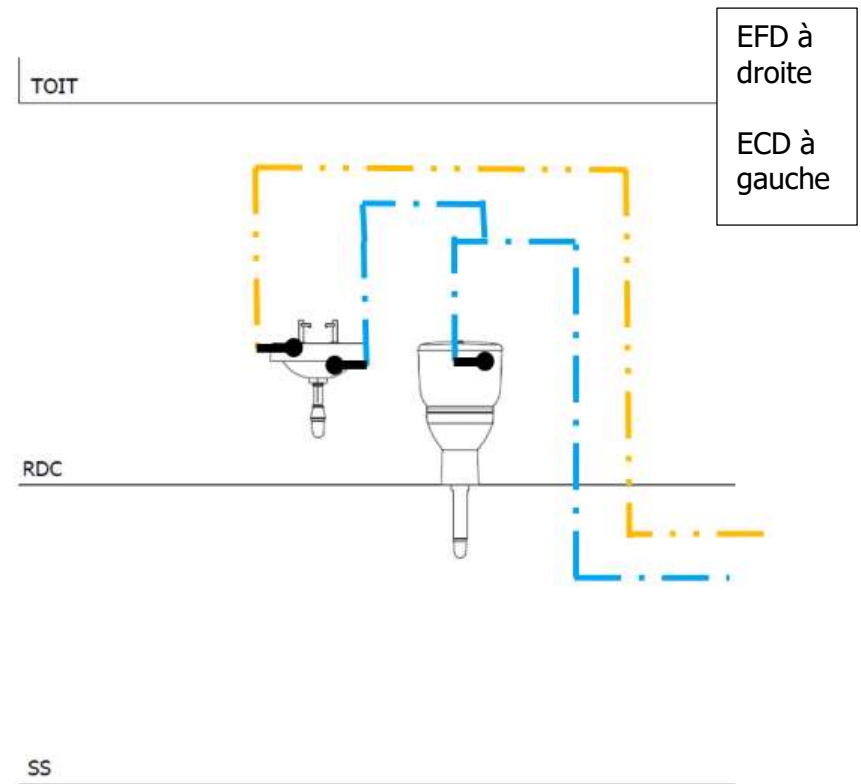 EFD à
droite
ECD à
gauche
TOIT
RDC
SS